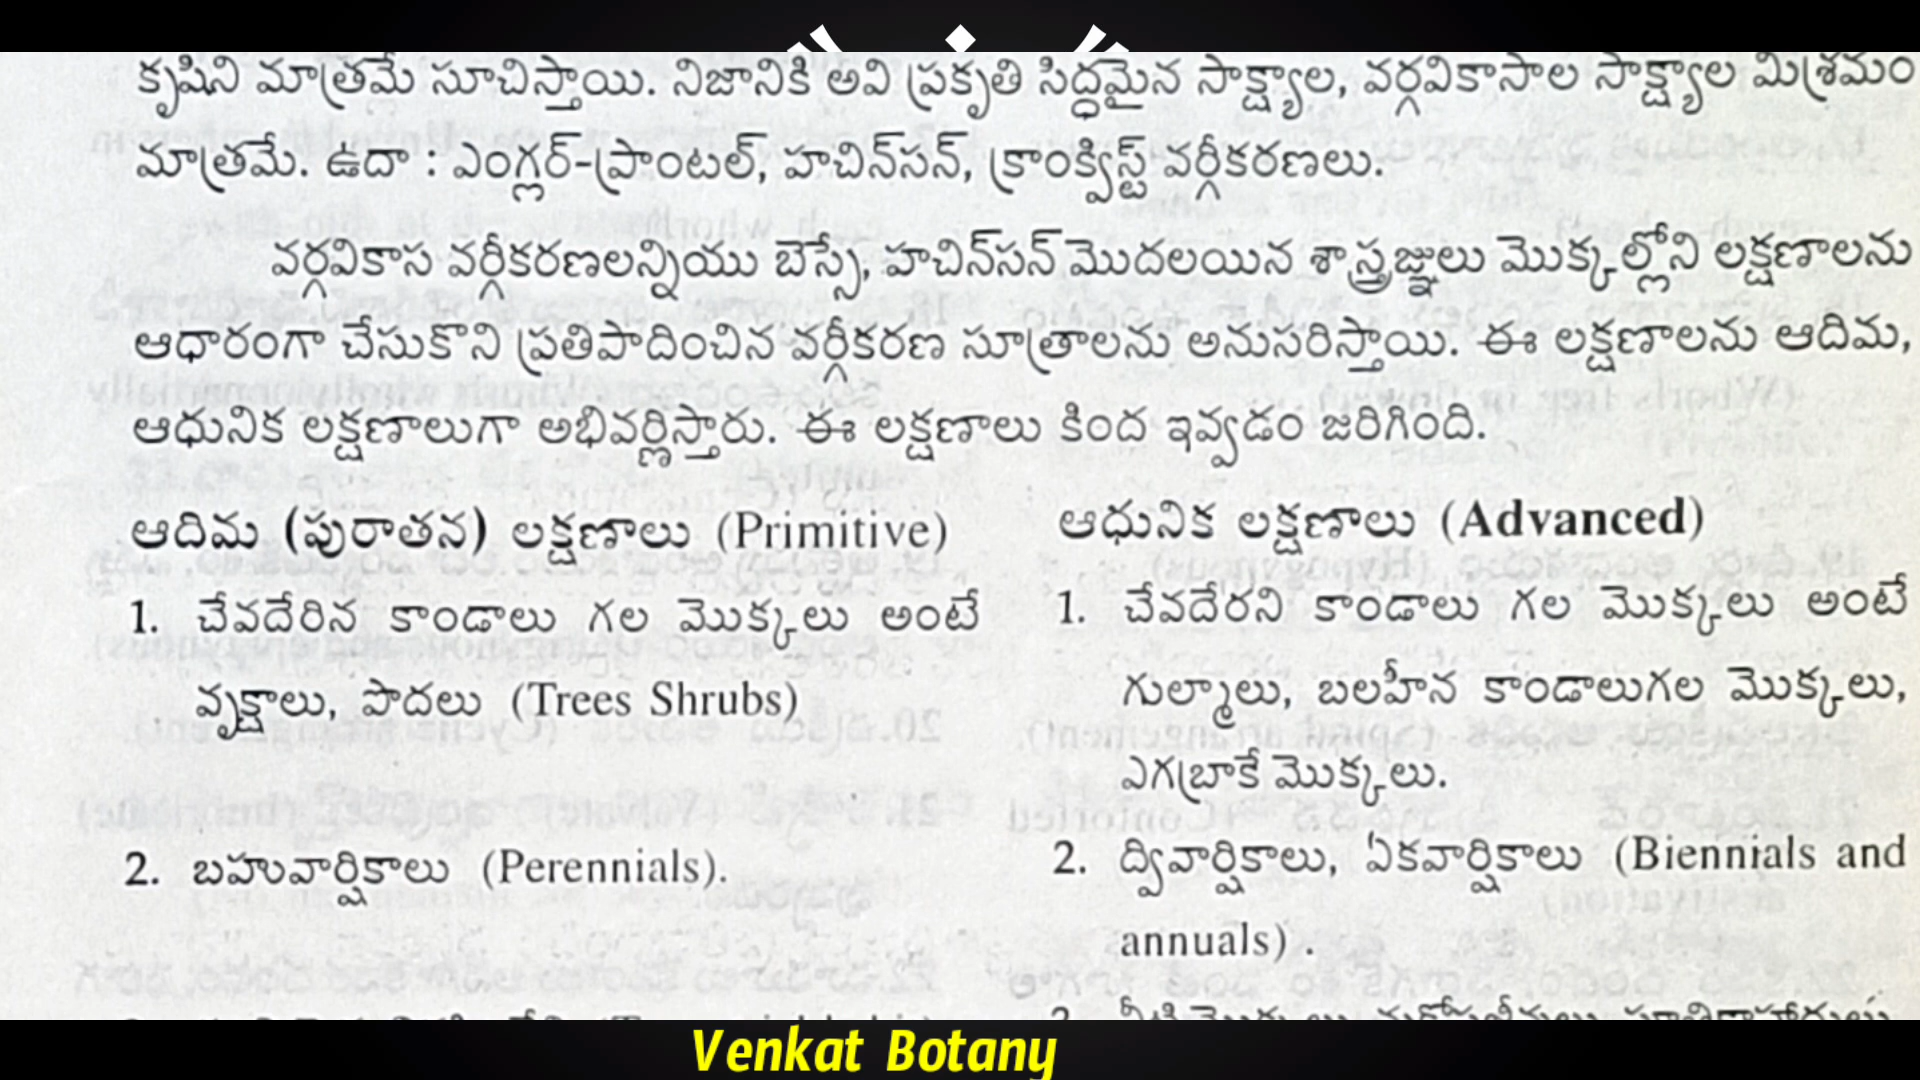 కృషిని మాత్రమే సూచిస్తాయి. నిజానికి అవి ప్రకృతి సిద్ధమైన సాక్ష్యాల, వర్గవికాసాల సాక్ష్యాల మిశ్రమం
మాత్రమే. ఉదా : ఎంగ్లర్-ప్రాంటల్, హచిన్‌సన్, క్రాంక్విస్ట్ వర్గీకరణలు.
వర్గవికాస వర్గీకరణలన్నియు బెస్సే, హచిన్‌సన్ మొదలయిన శాస్త్రజ్ఞులు మొక్కల్లోని లక్షణాలను
ఆధారంగా చేసుకొని ప్రతిపాదించిన వర్గీకరణ సూత్రాలను అనుసరిస్తాయి. ఈ లక్షణాలను ఆదిమ,
ఆధునిక లక్షణాలుగా అభివర్ణిస్తారు. ఈ లక్షణాలు కింద ఇవ్వడం జరిగింది.
ఆదిమ (పురాతన) లక్షణాలు (Primitive)
1. చేవదేరిన కాండాలు గల మొక్కలు అంటే
వృక్షాలు, పొదలు (Trees Shrubs)
2. బహువార్షికాలు (Perennials).
ఆధునిక లక్షణాలు (Advanced)
1. చేవదేరని కాండాలు గల మొక్కలు అంటే
గుల్మాలు, బలహీన కాండాలుగల మొక్కలు,
ఎగబ్రాకే మొక్కలు.
2. ద్వివార్షికాలు, ఏకవార్షికాలు (Biennials and
annuals) .
Venkat Botany